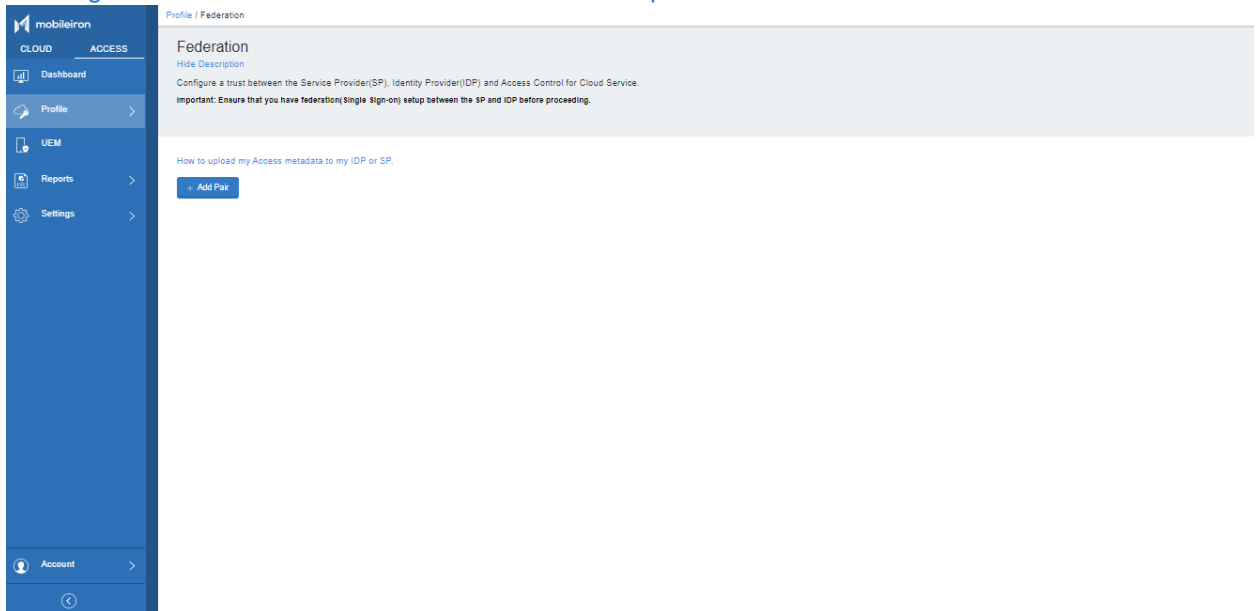 Profile / Federation
mobileiron
CLOUD ACCESS
Dashboard
Profile
UEM
Reports
Settings
Account
Federation
Hide Description
Configure a trust between the Service Provider(SP), Identity Provider(IDP) and Access Control for Cloud Service.
Important: Ensure that you have federation(Single Sign-on) setup between the SP and IDP before proceeding.
How to upload my Access metadata to my IDP or SP.
+ Add Pair